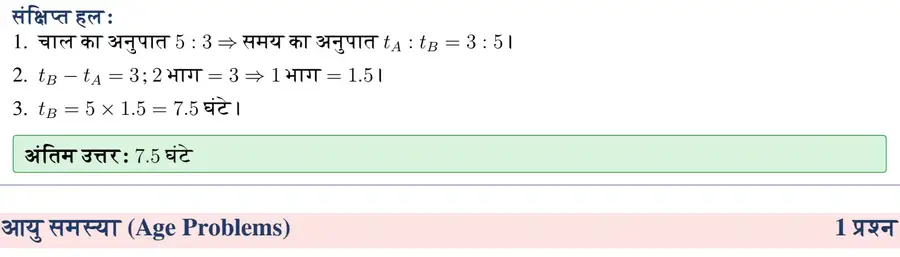 संक्षिप्त हल :
1. चाल का अनुपात 5 : 3 ⇒ समय का अनुपात t_A : t_B = 3 : 5।
2. t_B − t_A = 3 ; 2 भाग = 3 ⇒ 1 भाग = 1.5।
3. t_B = 5 × 1.5 = 7.5 घंटे।
अंतिम उत्तर : 7.5 घंटे
आयु समस्या (Age Problems) 1 प्रश्न